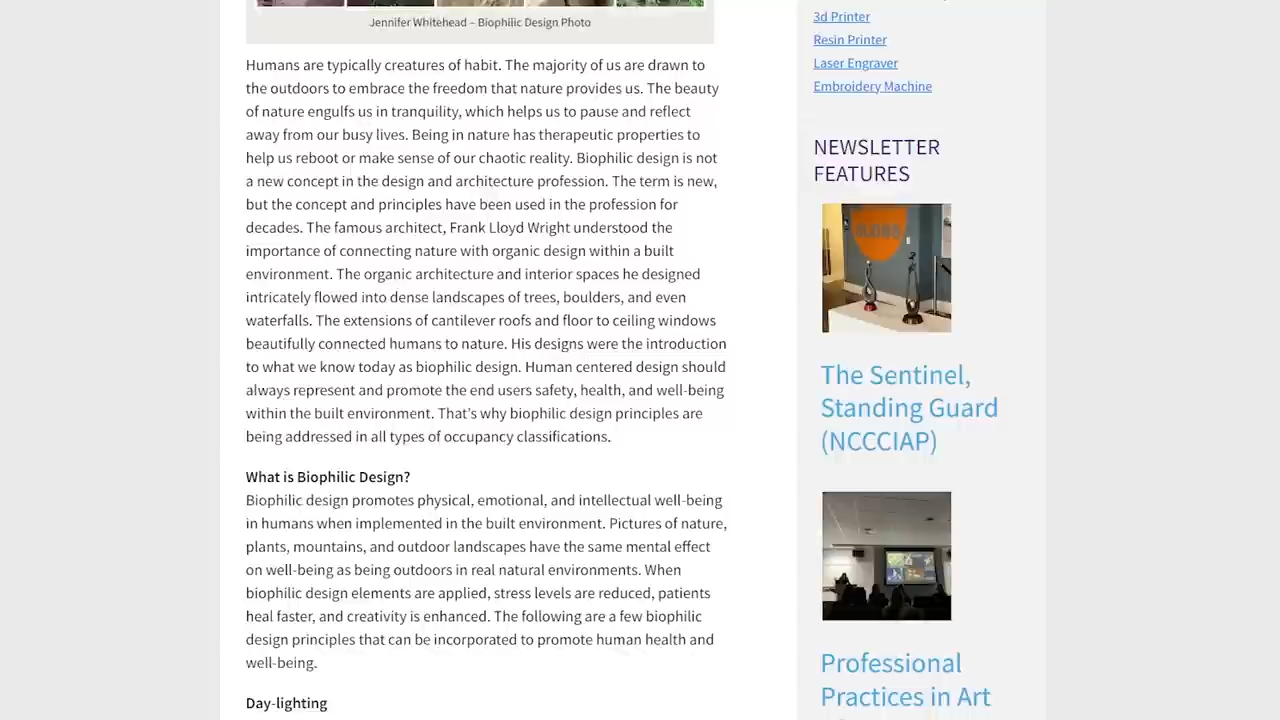 Jennifer Whitehead – Biophilic Design Photo
Humans are typically creatures of habit. The majority of us are drawn to
the outdoors to embrace the freedom that nature provides us. The beauty
of nature engulfs us in tranquility, which helps us to pause and reflect
away from our busy lives. Being in nature has therapeutic properties to
help us reboot or make sense of our chaotic reality. Biophilic design is not
a new concept in the design and architecture profession. The term is new,
but the concept and principles have been used in the profession for
decades. The famous architect, Frank Lloyd Wright understood the
importance of connecting nature with organic design within a built
environment. The organic architecture and interior spaces he designed
intricately flowed into dense landscapes of trees, boulders, and even
waterfalls. The extensions of cantilever roofs and floor to ceiling windows
beautifully connected humans to nature. His designs were the introduction
to what we know today as biophilic design. Human centered design should
always represent and promote the end users safety, health, and well-being
within the built environment. That's why biophilic design principles are
being addressed in all types of occupancy classifications.
What is Biophilic Design?
Biophilic design promotes physical, emotional, and intellectual well-being
in humans when implemented in the built environment. Pictures of nature,
plants, mountains, and outdoor landscapes have the same mental effect
on well-being as being outdoors in real natural environments. When
biophilic design elements are applied, stress levels are reduced, patients
heal faster, and creativity is enhanced. The following are a few biophilic
design principles that can be incorporated to promote human health and
well-being.
Day-lighting
3d Printer
Resin Printer
Laser Engraver
Embroidery Machine
NEWSLETTER
FEATURES
The Sentinel,
Standing Guard
(NCCCIAP)
Professional
Practices in Art